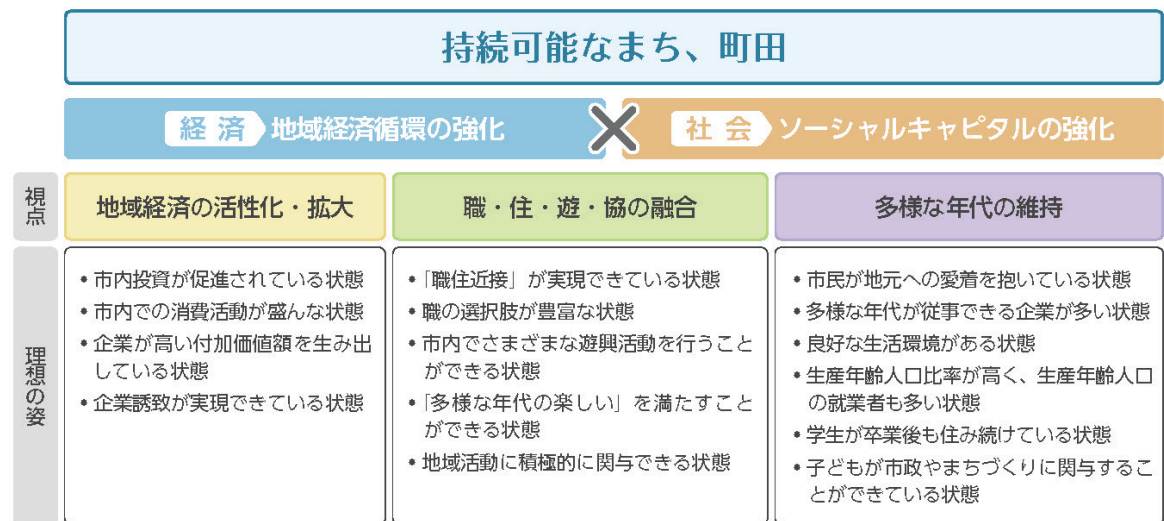 持続可能なまち、町田
経済 地域経済循環の強化 × 社会 ソーシャルキャピタルの強化
視点
地域経済の活性化・拡大
職・住・遊・協の融合
多様な年代の維持
理想の姿
• 市内投資が促進されている状態
• 市内での消費活動が盛んな状態
• 企業が高い付加価値額を生み出
している状態
• 企業誘致が実現できている状態
• 「職住近接」が実現できている状態
• 職の選択肢が豊富な状態
• 市内でさまざまな遊興活動を行うこと
ができる状態
• 「多様な年代の楽しい」を満たすこと
ができる状態
• 地域活動に積極的に関与できる状態
• 市民が地元への愛着を抱いている状態
• 多様な年代が従事できる企業が多い状態
• 良好な生活環境がある状態
• 生産年齢人口比率が高く、生産年齢人口
の就業者も多い状態
• 学生が卒業後も住み続けている状態
• 子どもが市政やまちづくりに関与するこ
とができている状態